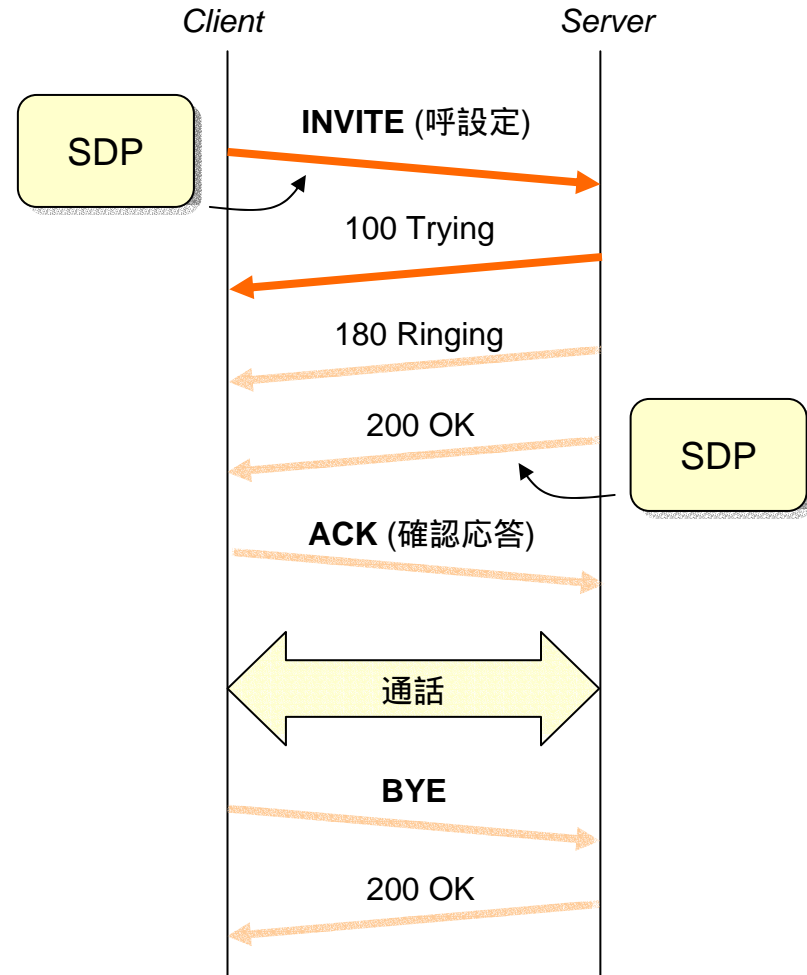 Client
Server
INVITE (呼設定)
SDP
100 Trying
180 Ringing
200 OK
SDP
ACK (確認応答)
通話
BYE
200 OK